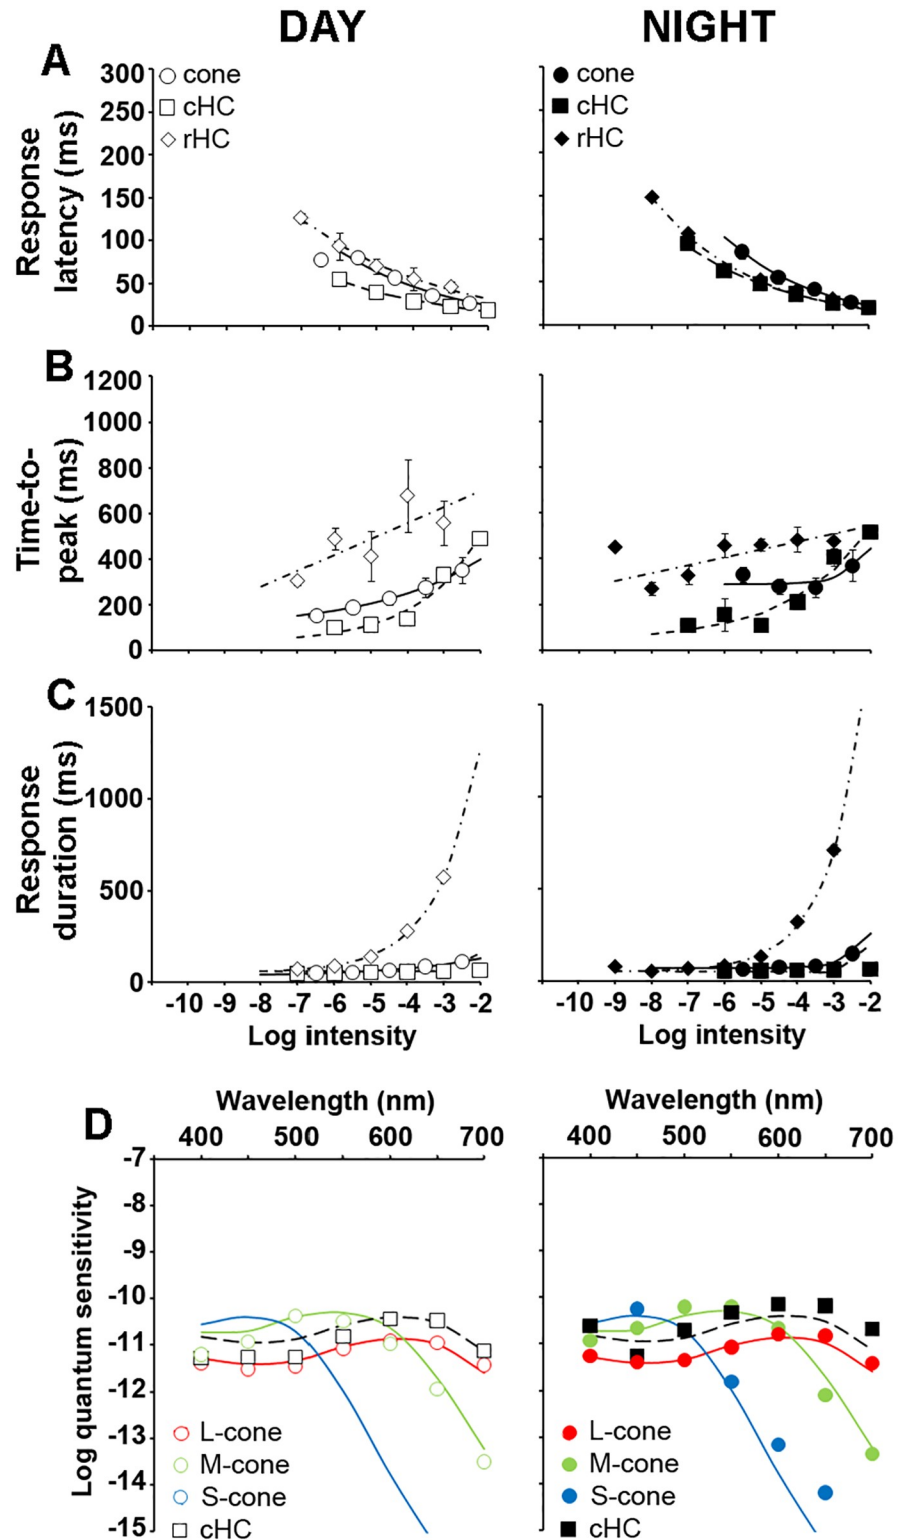 DAY NIGHT
A
Response latency (ms)
300
250
200
150
100
50
0
cone
cHC
rHC
cone
cHC
rHC
B
Time-to-
peak (ms)
1200
1000
800
600
400
200
0
C
Response
duration (ms)
1500
1000
500
0
-10 -9 -8 -7 -6 -5 -4 -3 -2
Log intensity
-10 -9 -8 -7 -6 -5 -4 -3 -2
Log intensity
D
Wavelength (nm)
400 500 600 700
Wavelength (nm)
400 500 600 700
Log quantum sensitivity
-7
-8
-9
-10
-11
-12
-13
-14
-15
L-cone
M-cone
S-cone
cHC
L-cone
M-cone
S-cone
cHC